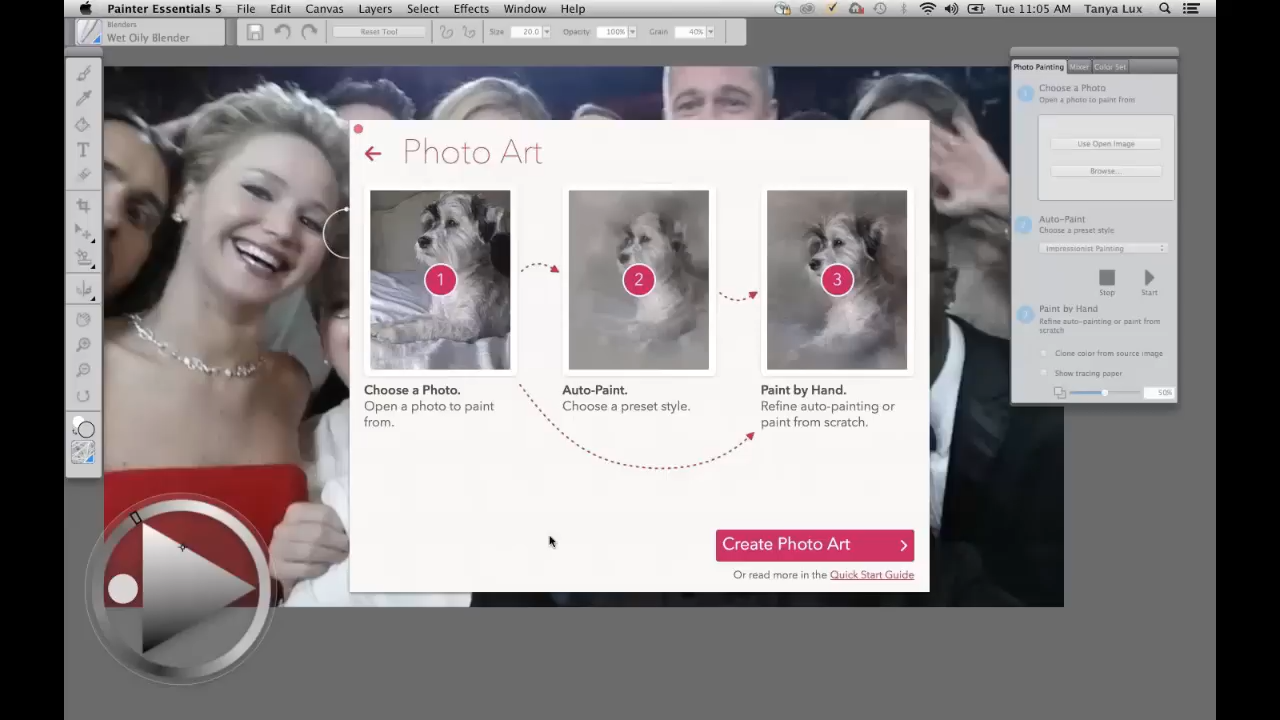 Painter Essentials 5 File Edit Canvas Layers Select Effects Window Help Tue 11:05 AM Tanya Lux
Blenders
Wet Oily Blender
Reset Tool Size 20.0 Opacity: 100% Grain 40%
T
Photo Painting Mixer Color Set
1 Choose a Photo
Open a photo to paint from
Use Open Image
Browse...
2 Auto-Paint
Choose a preset style
Impressionist Painting
Stop Start
3 Paint by Hand
Refine auto-painting or paint from
scratch
Clone color from source image
Show tracing paper
50%
Photo Art
1 2 3
Choose a Photo.
Open a photo to paint
from.
Auto-Paint.
Choose a preset style.
Paint by Hand.
Refine auto-painting or
paint from scratch.
Create Photo Art
Or read more in the Quick Start Guide